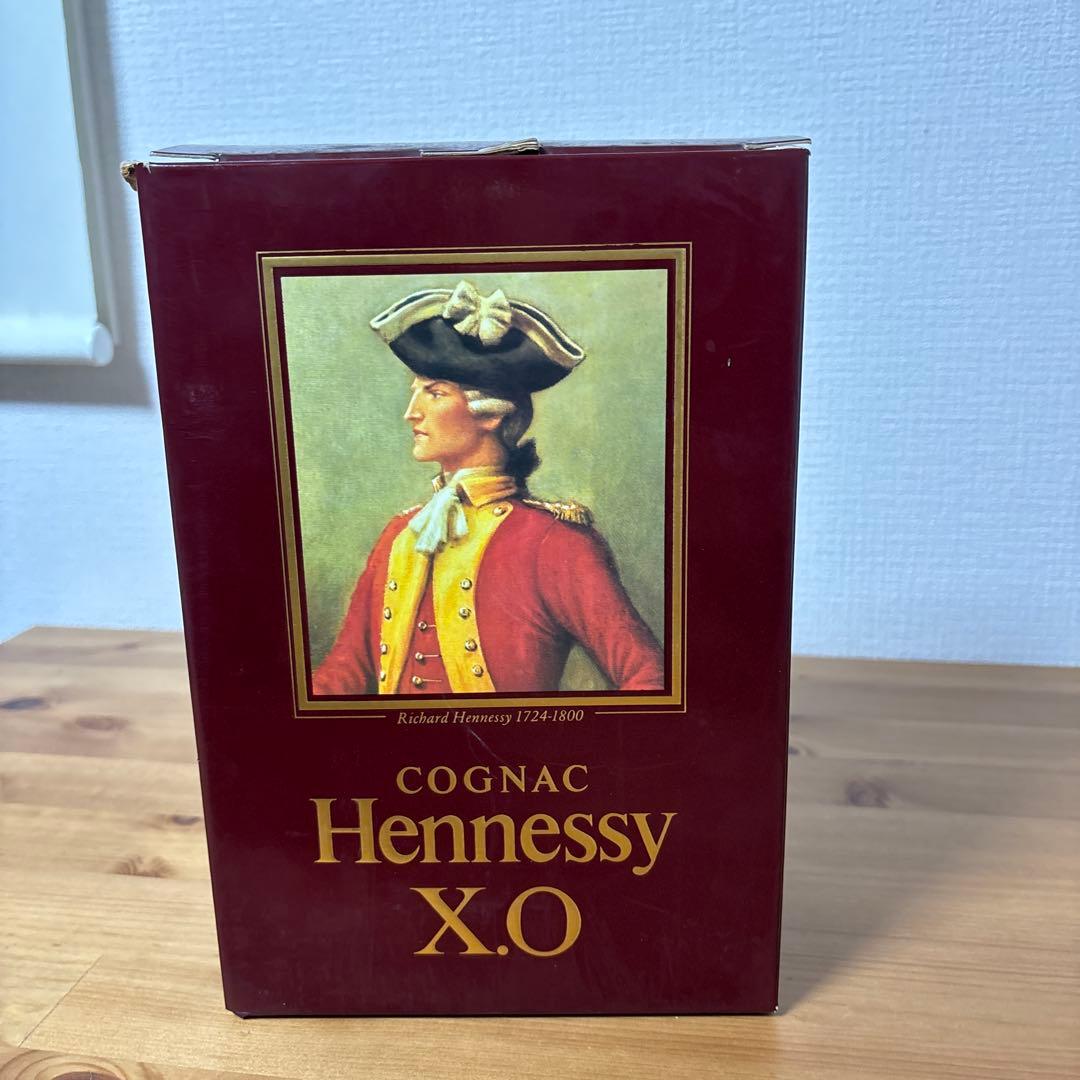 Richard Hennessy 1724-1800
COGNAC
Hennessy
X.O